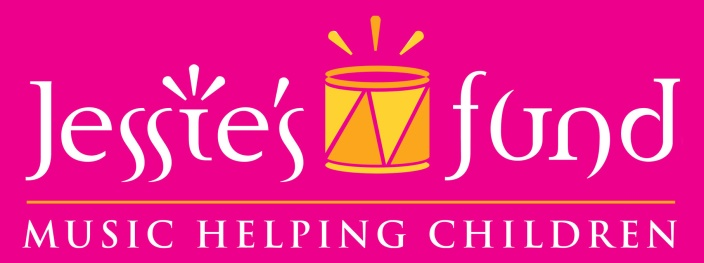 Jessie's fund
MUSIC HELPING CHILDREN